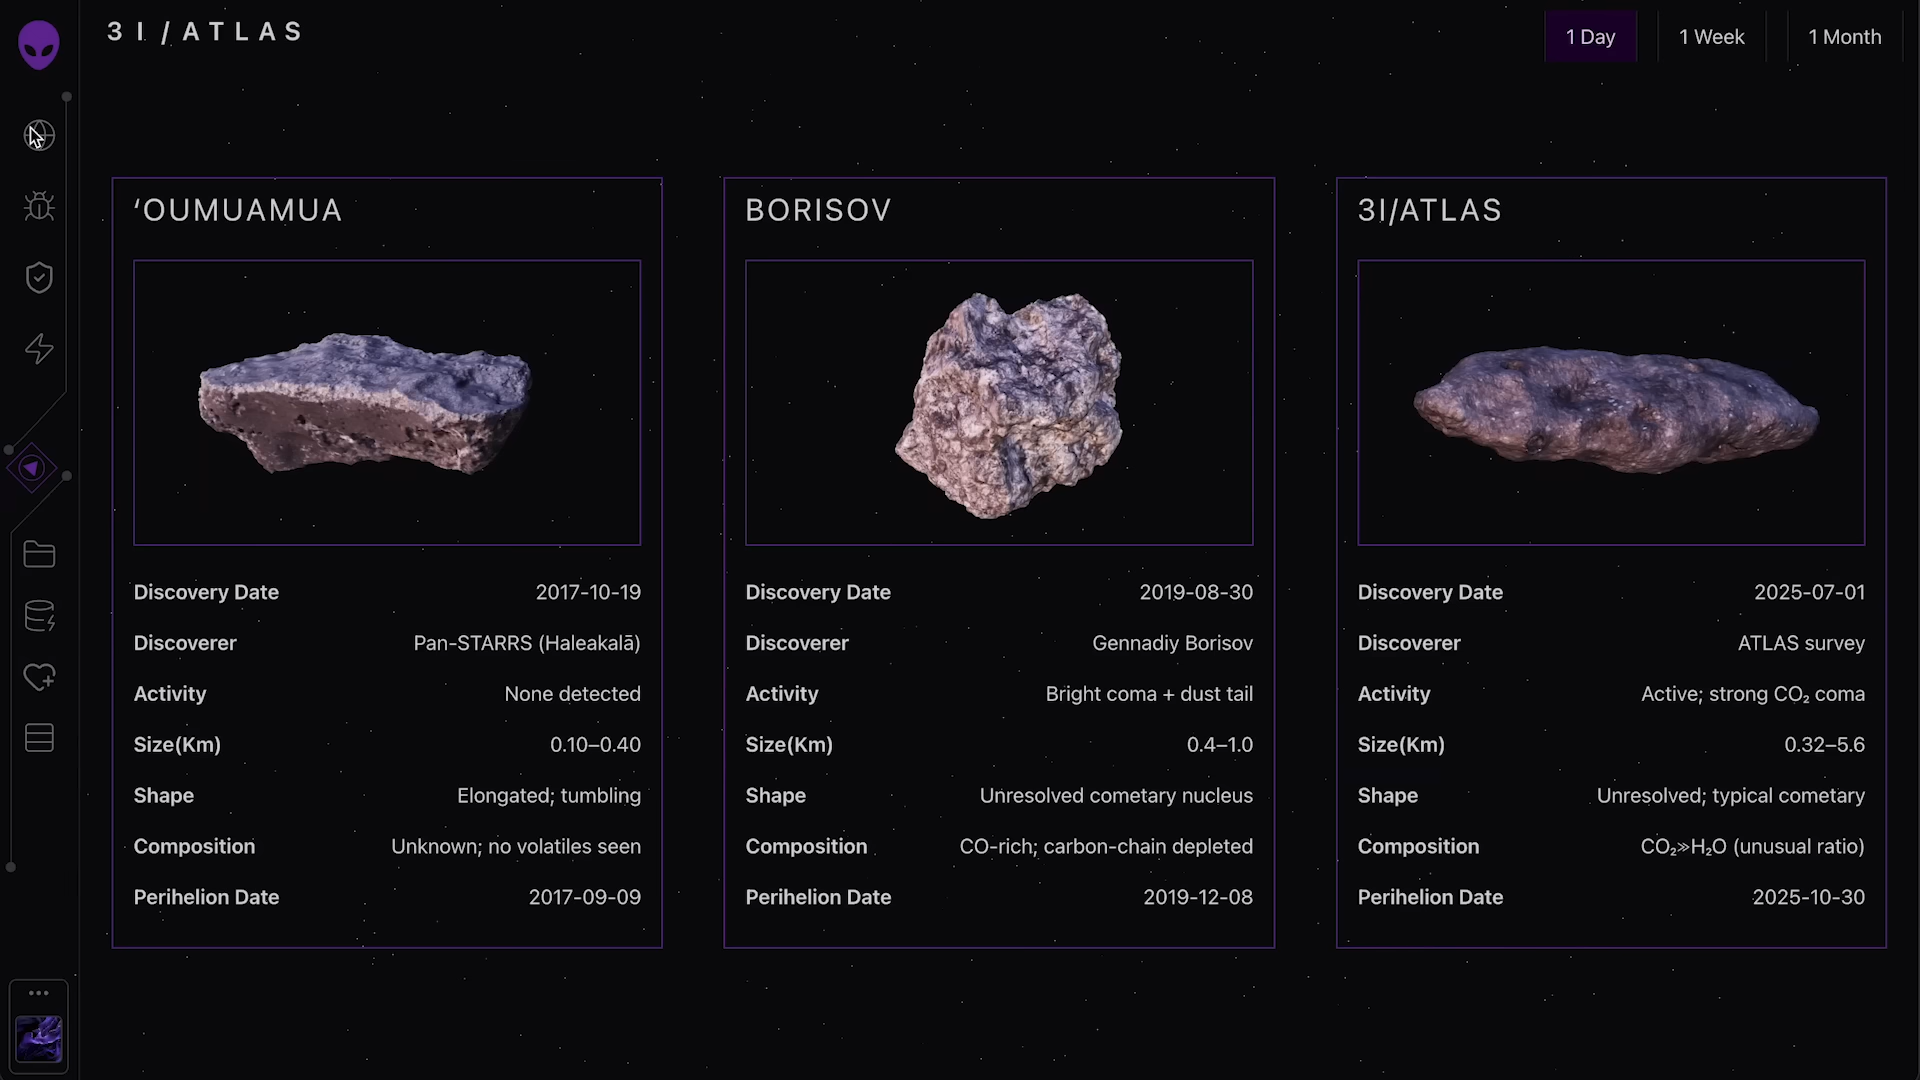 3I/ATLAS
1 Day
1 Week
1 Month
‘OUMUAMUA
Discovery Date 2017-10-19
Discoverer Pan-STARRS (Haleakalā)
Activity None detected
Size(Km) 0.10–0.40
Shape Elongated; tumbling
Composition Unknown; no volatiles seen
Perihelion Date 2017-09-09
BORISOV
Discovery Date 2019-08-30
Discoverer Gennadiy Borisov
Activity Bright coma + dust tail
Size(Km) 0.4–1.0
Shape Unresolved cometary nucleus
Composition CO-rich; carbon-chain depleted
Perihelion Date 2019-12-08
3I/ATLAS
Discovery Date 2025-07-01
Discoverer ATLAS survey
Activity Active; strong CO₂ coma
Size(Km) 0.32–5.6
Shape Unresolved; typical cometary
Composition CO₂≫H₂O (unusual ratio)
Perihelion Date 2025-10-30